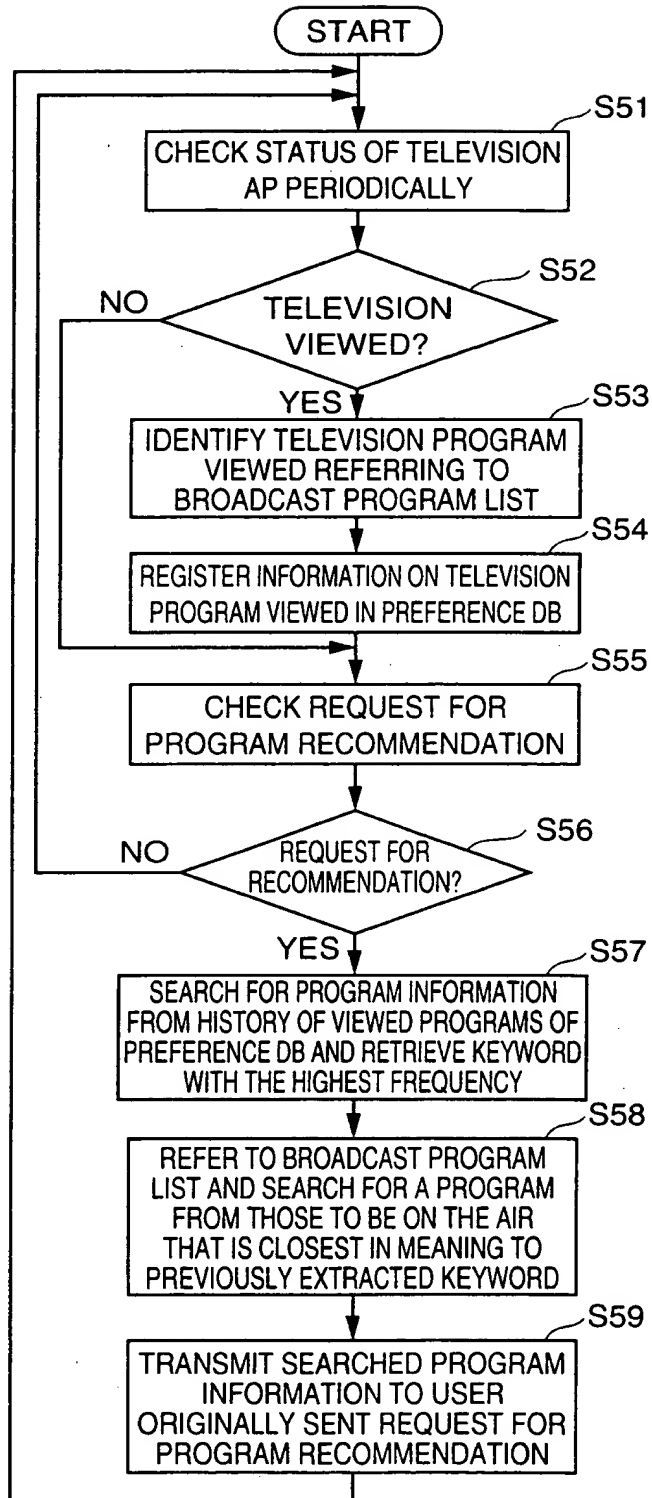 START
S51
CHECK STATUS OF TELEVISION
AP PERIODICALLY
S52
NO
TELEVISION
VIEWED?
YES
S53
IDENTIFY TELEVISION PROGRAM
VIEWED REFERRING TO
BROADCAST PROGRAM LIST
S54
REGISTER INFORMATION ON TELEVISION
PROGRAM VIEWED IN PREFERENCE DB
S55
CHECK REQUEST FOR
PROGRAM RECOMMENDATION
S56
NO
REQUEST FOR
RECOMMENDATION?
YES
S57
SEARCH FOR PROGRAM INFORMATION
FROM HISTORY OF VIEWED PROGRAMS OF
PREFERENCE DB AND RETRIEVE KEYWORD
WITH THE HIGHEST FREQUENCY
S58
REFER TO BROADCAST PROGRAM
LIST AND SEARCH FOR A PROGRAM
FROM THOSE TO BE ON THE AIR
THAT IS CLOSEST IN MEANING TO
PREVIOUSLY EXTRACTED KEYWORD
S59
TRANSMIT SEARCHED PROGRAM
INFORMATION TO USER
ORIGINALLY SENT REQUEST FOR
PROGRAM RECOMMENDATION